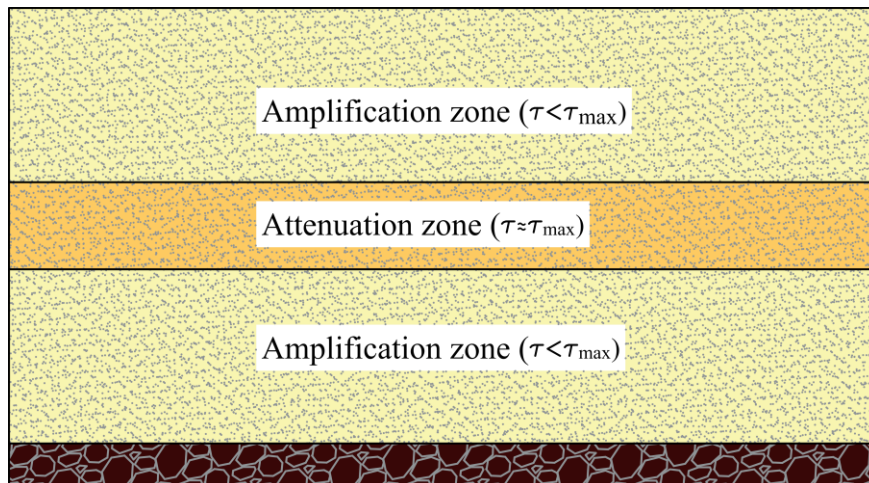 Amplification zone (τ<τmax)
Attenuation zone (τ≈τmax)
Amplification zone (τ<τmax)